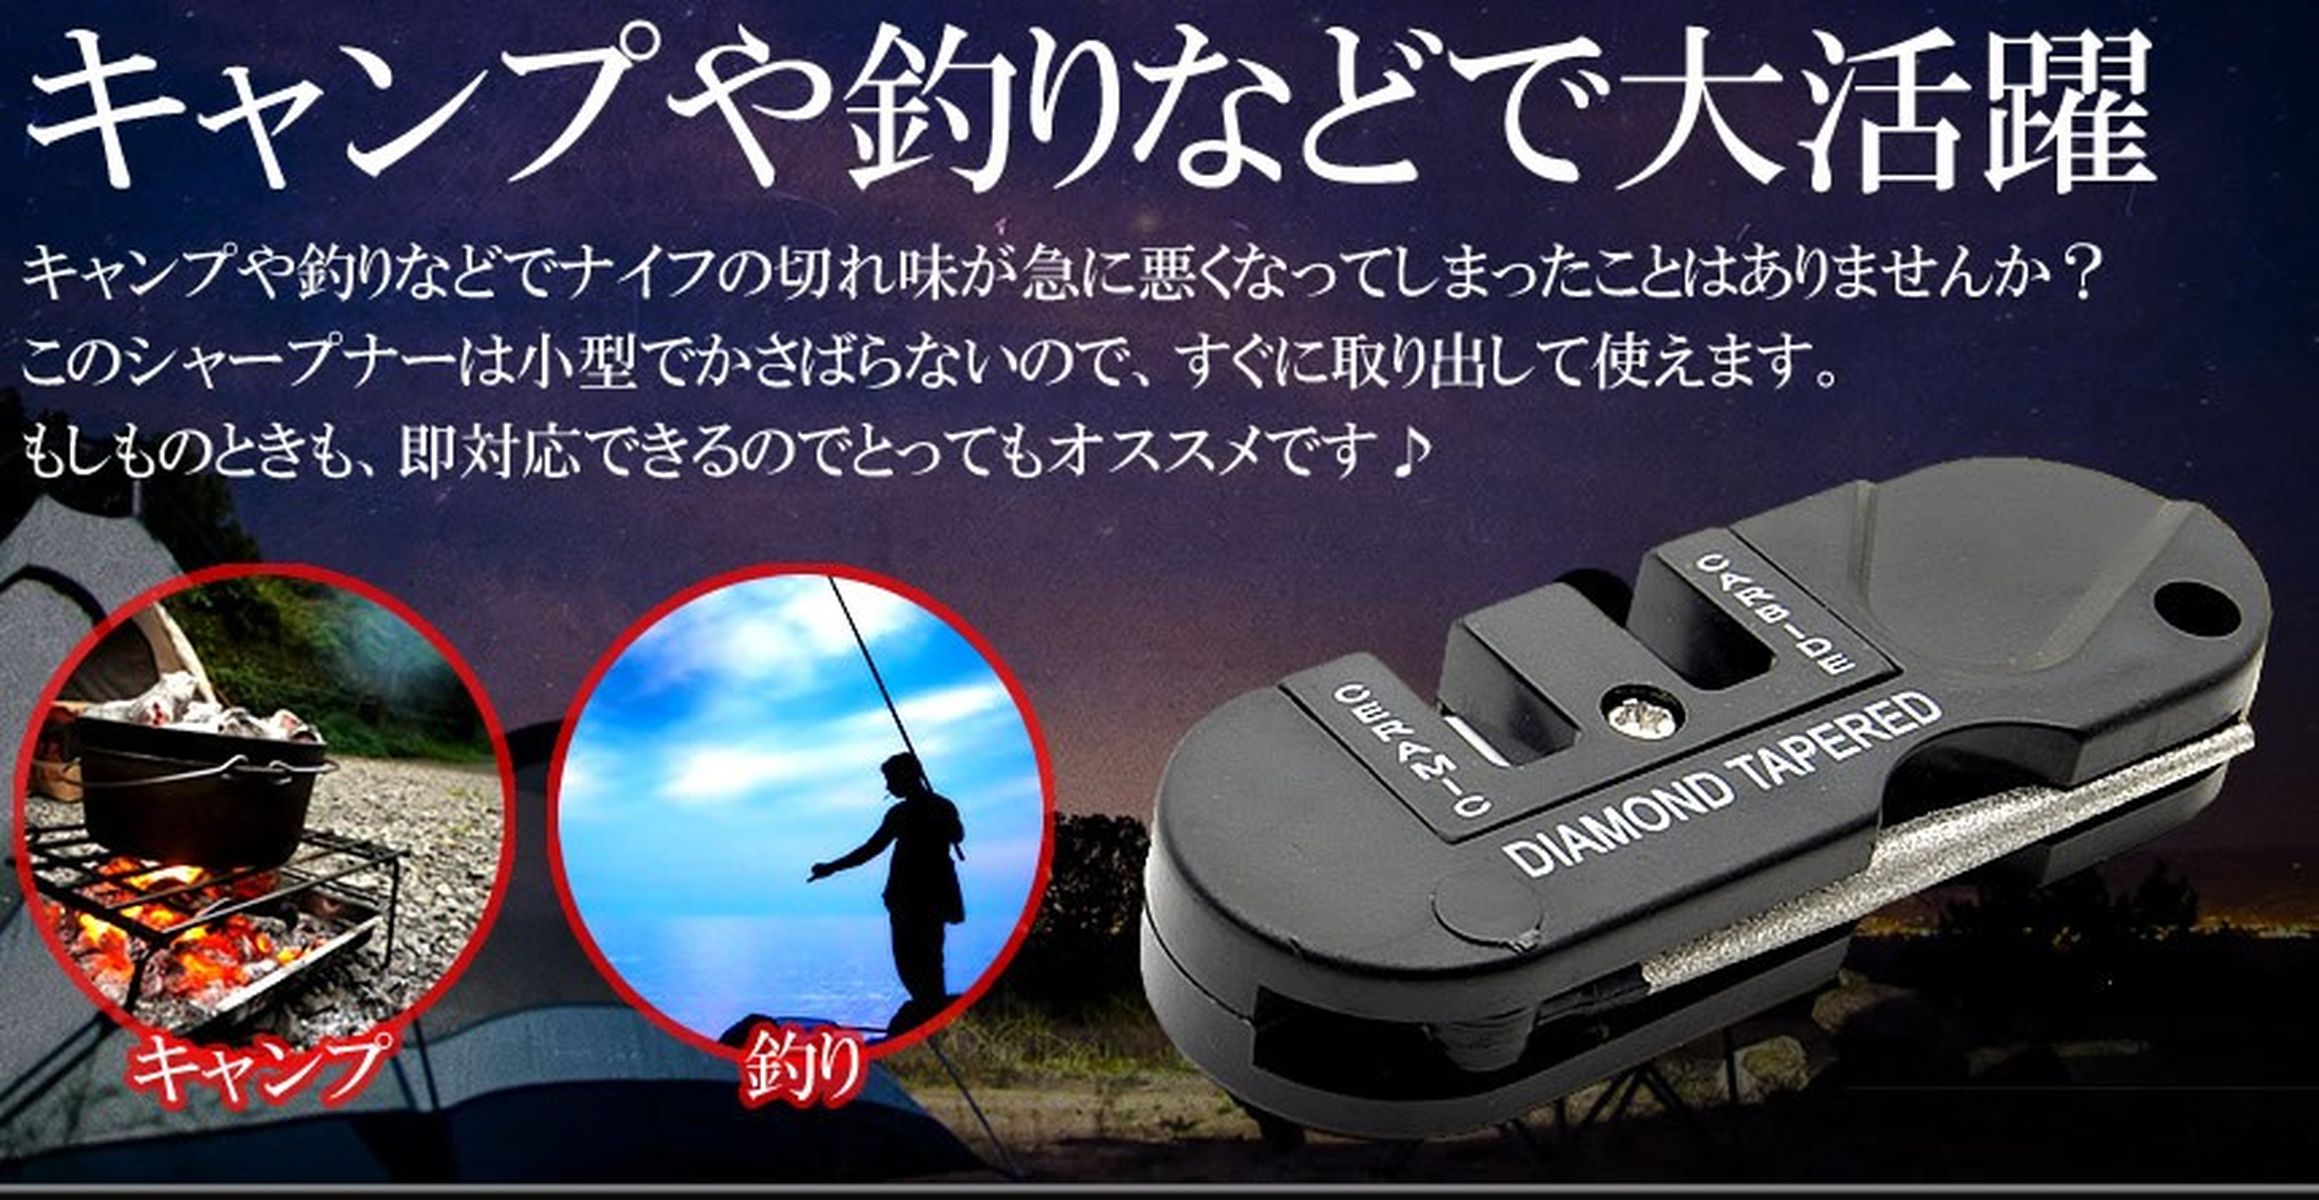 キャンプや釣りなどで大活躍
キャンプや釣りなどでナイフの切れ味が急に悪くなってしまったことはありませんか？
このシャープナーは小型でかさばらないので、すぐに取り出して使えます。
もしものときも、即対応できるのでとってもオススメです♪
CARBIDE
CERAMIC
DIAMOND TAPERED
キャンプ
釣り